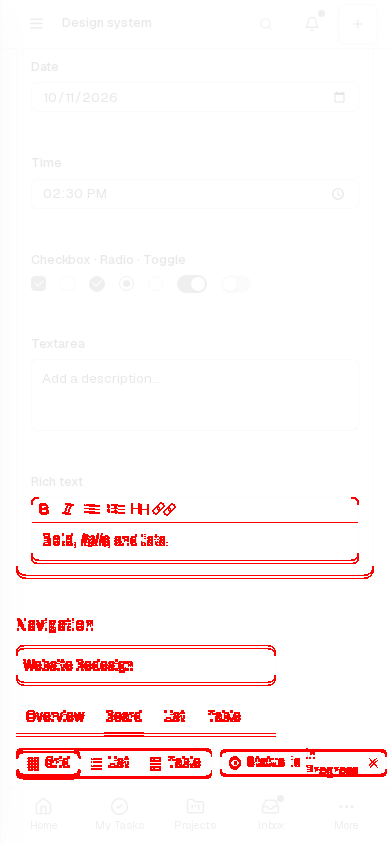 Design system
Date
10/11/2026
Time
02:30 PM
Checkbox · Radio · Toggle
Textarea
Add a description...
Rich text
B I H
Bold, italic, and lists.
Navigation
Website Redesign
Overview Board List Table
Grid List Table Status is
Progress
Home My Tasks Projects Inbox More